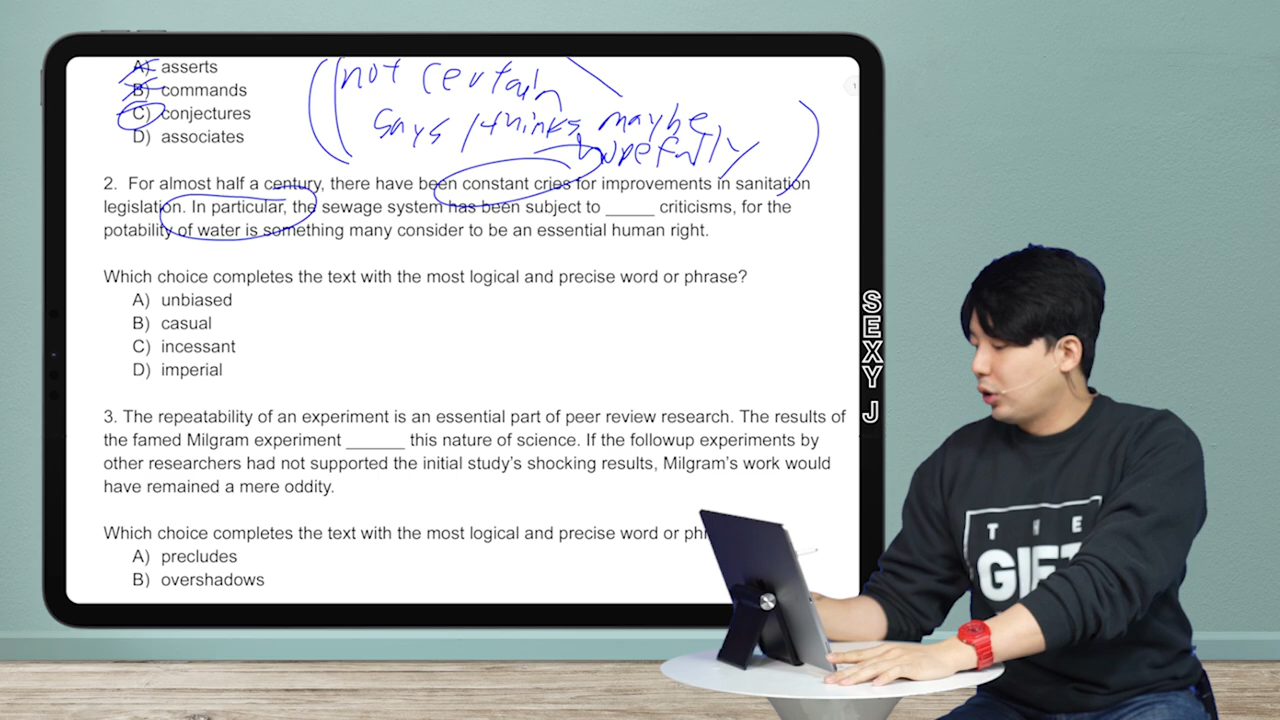 A) asserts
B) commands
C) conjectures
D) associates
not certain
says / thinks maybe
hopefully
2. For almost half a century, there have been constant cries for improvements in sanitation
legislation. In particular, the sewage system has been subject to _____ criticisms, for the
potability of water is something many consider to be an essential human right.
Which choice completes the text with the most logical and precise word or phrase?
A) unbiased
B) casual
C) incessant
D) imperial
3. The repeatability of an experiment is an essential part of peer review research. The results of
the famed Milgram experiment ______ this nature of science. If the followup experiments by
other researchers had not supported the initial study's shocking results, Milgram's work would
have remained a mere oddity.
Which choice completes the text with the most logical and precise word or phr
A) precludes
B) overshadows
SEXY J
THE
GIFT